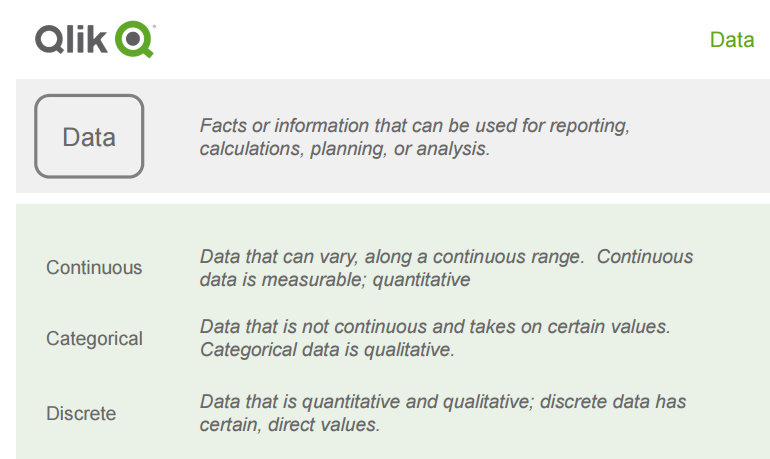 Qlik
Data
Data
Facts or information that can be used for reporting,
calculations, planning, or analysis.
Continuous
Data that can vary, along a continuous range.  Continuous
data is measurable; quantitative
Categorical
Data that is not continuous and takes on certain values.
Categorical data is qualitative.
Discrete
Data that is quantitative and qualitative; discrete data has
certain, direct values.